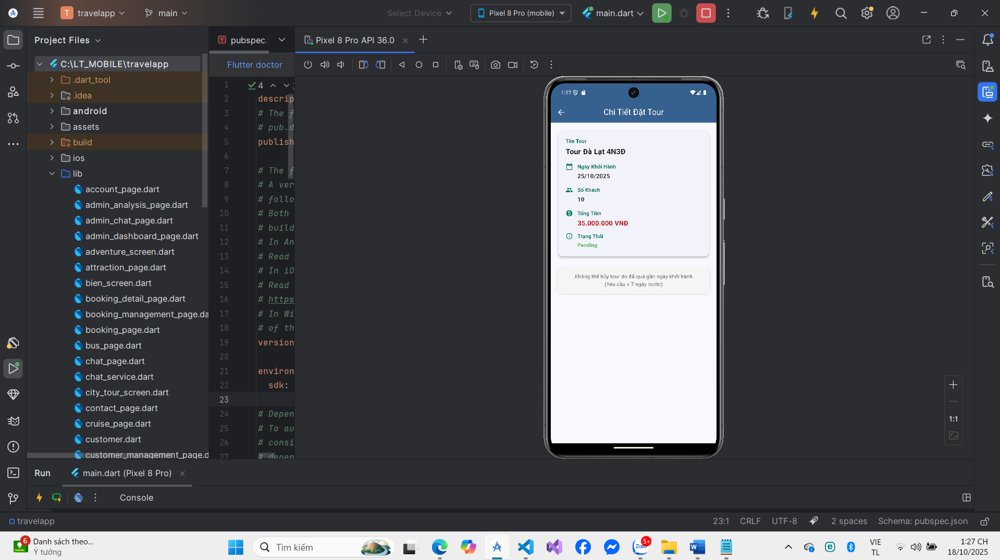 T travelapp
main
Select Device
Pixel 8 Pro (mobile)
main.dart
Project Files
pubspec.
Pixel 8 Pro API 36.0
C:\LT_MOBILE\travelapp
.dart_tool
.idea
android
assets
build
ios
lib
account_page.dart
admin_analysis_page.dart
admin_chat_page.dart
admin_dashboard_page.dart
adventure_screen.dart
attraction_page.dart
bien_screen.dart
booking_detail_page.dart
booking_management_page.da
booking_page.dart
bus_page.dart
chat_page.dart
chat_service.dart
city_tour_screen.dart
contact_page.dart
cruise_page.dart
customer.dart
customer_management_page.d
Flutter doctor
4
1
2 descrip
3 # The f
4 # pub.d
5 publish
6
7 # The f
8 # A ver
9 # follo
10 # Both
11 # build
12 # In An
13 # Read
14 # In iO
15 # Read
16 # https
17 # In Wi
18 # of th
19 version
20
21 environ
22 sdk:
23
24 # Depen
25 # To au
26 # consi
27 # depen
1:27
Chi Tiết Đặt Tour
Tên Tour
Tour Đà Lạt 4N3Đ
Ngày Khởi Hành
25/10/2025
Số Khách
10
Tổng Tiền
35.000.000 VNĐ
Trạng Thái
Pending
Không thể hủy tour do đã quá gần ngày khởi hành
(Yêu cầu ≥ 7 ngày trước)
1:1
Run
main.dart (Pixel 8 Pro)
Console
travelapp
23:1
CRLF
UTF-8
2 spaces
Schema: pubspec.json
6
Danh sách theo...
Ý tưởng
Tìm kiếm
Zalo
5+
VIE
TL
1:27 CH
18/10/2025